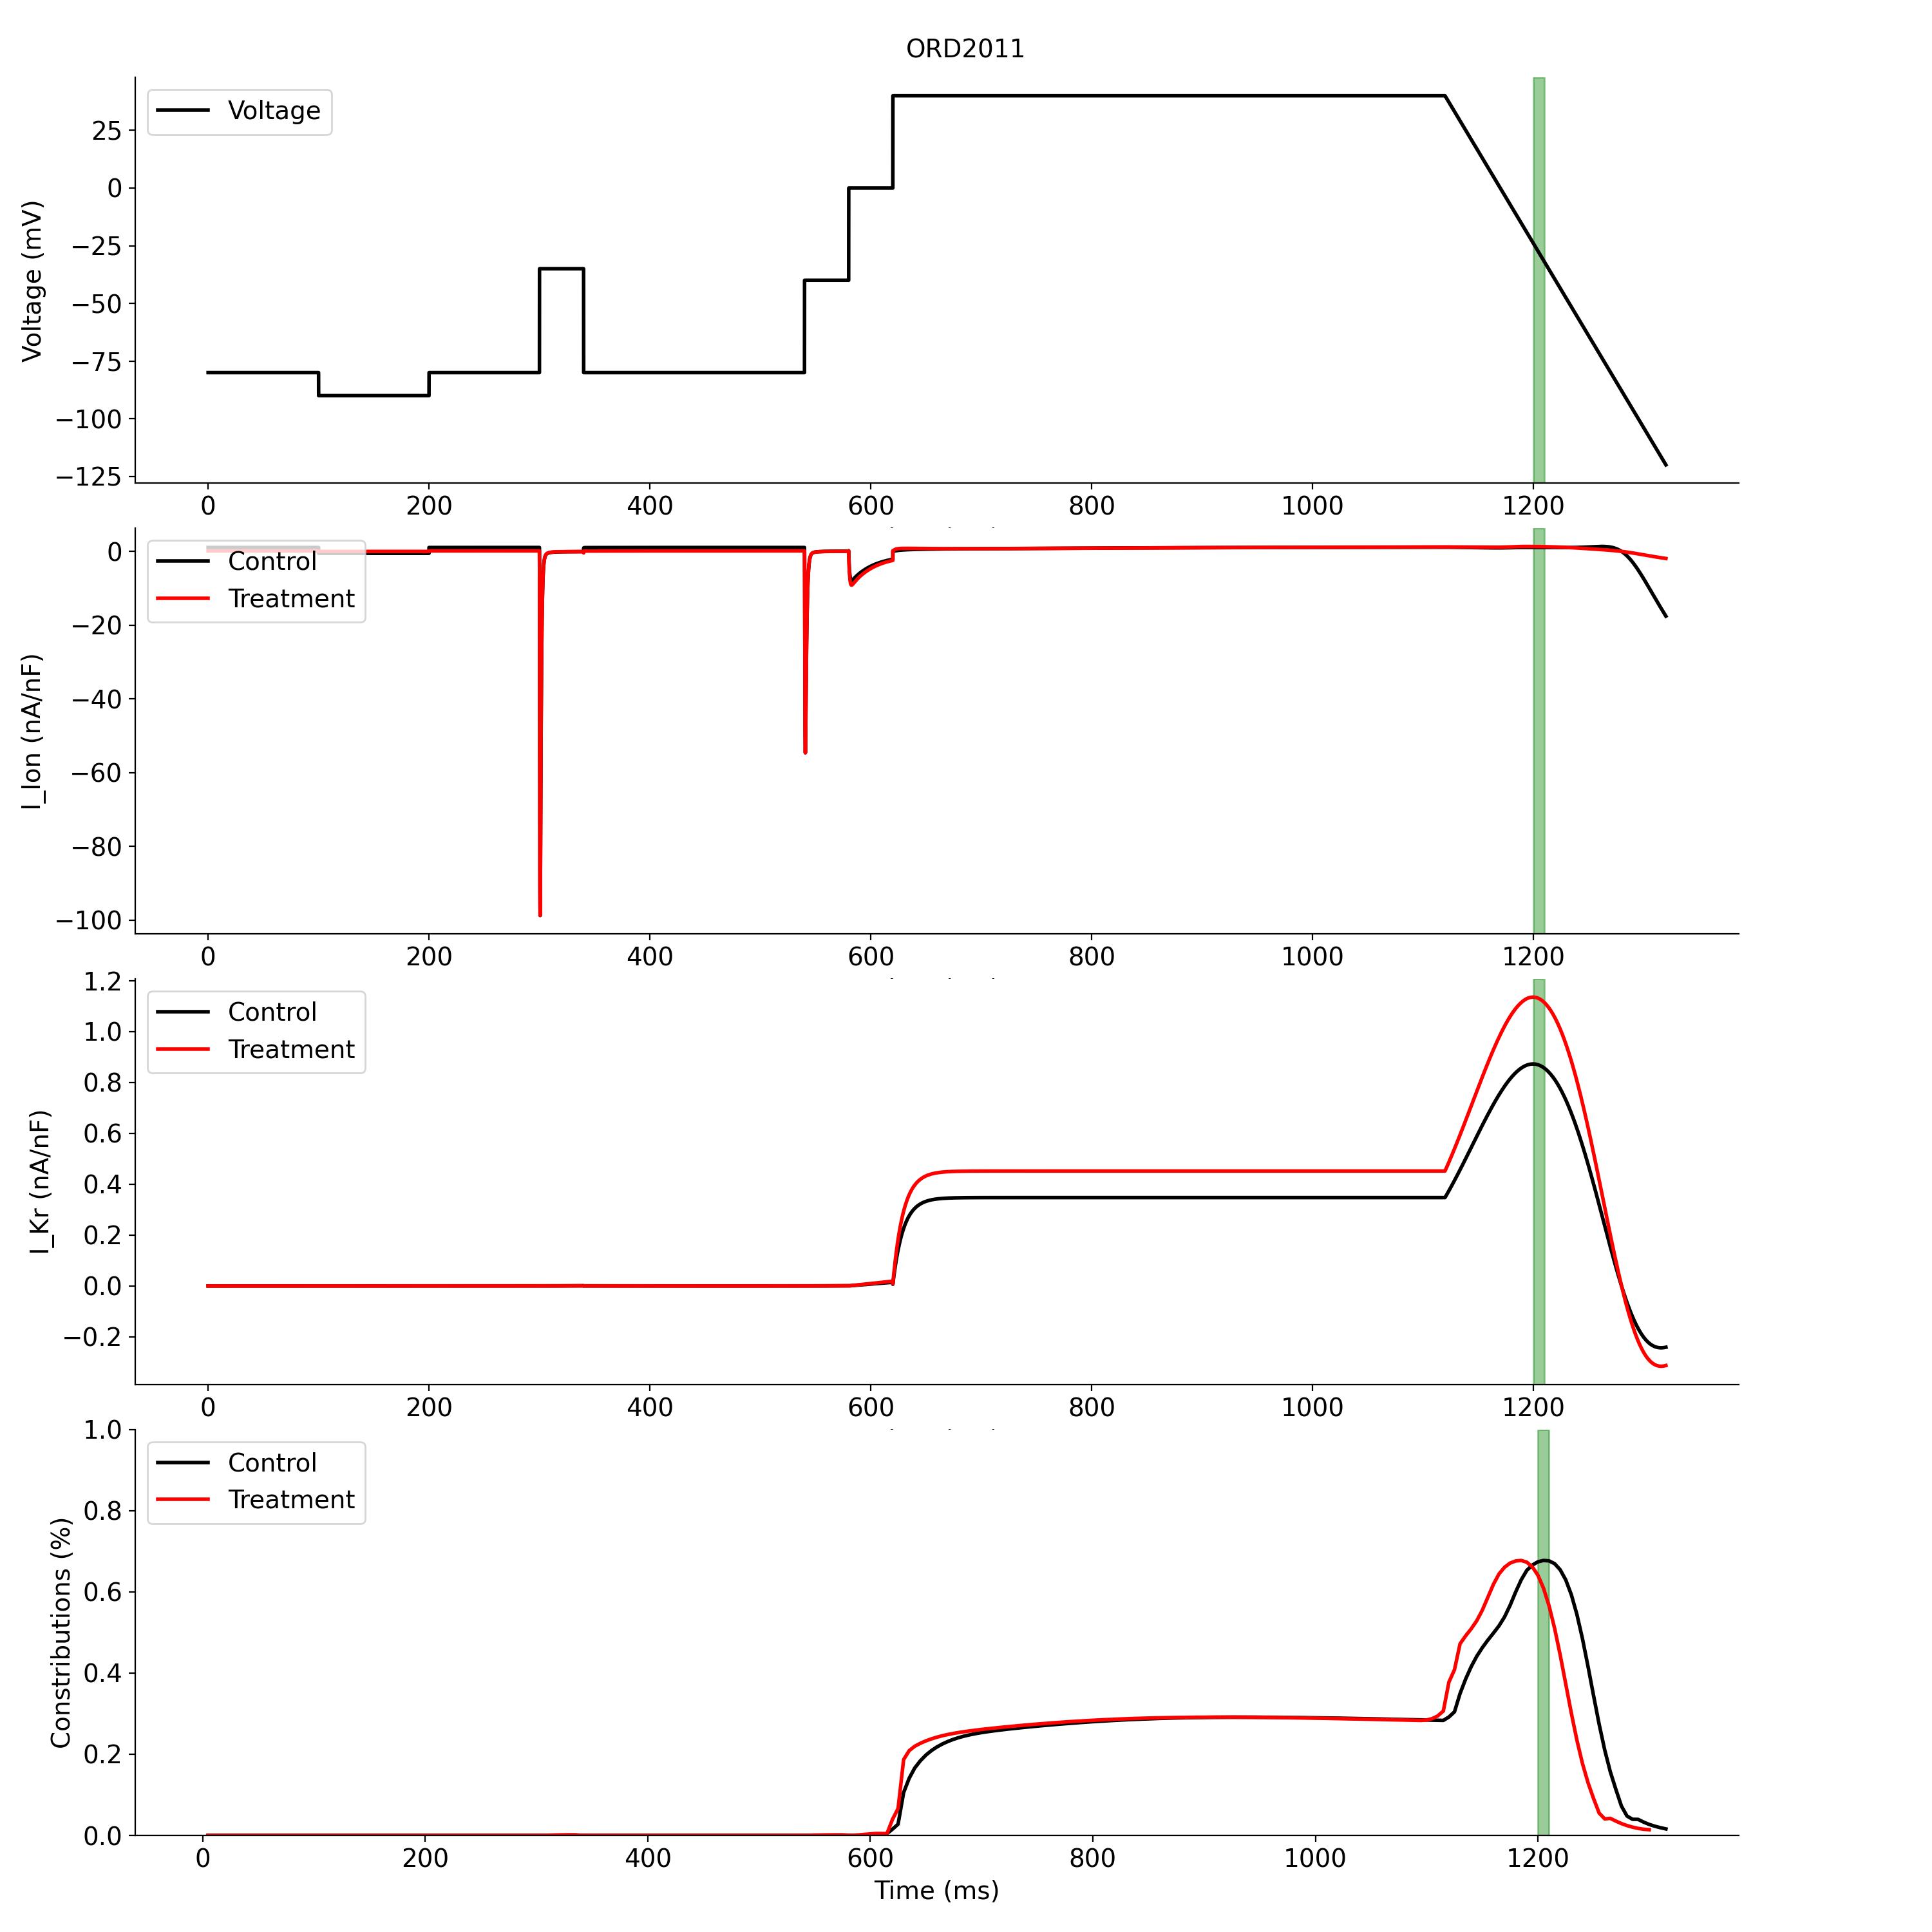 ORD2011
Voltage
Voltage (mV)
25
0
−25
−50
−75
−100
−125
0 200 400 600 800 1000 1200
Control
Treatment
I_Ion (nA/nF)
0
−20
−40
−60
−80
−100
0 200 400 600 800 1000 1200
Control
Treatment
I_Kr (nA/nF)
1.2
1.0
0.8
0.6
0.4
0.2
0.0
−0.2
0 200 400 600 800 1000 1200
Control
Treatment
Constributions (%)
1.0
0.8
0.6
0.4
0.2
0.0
0 200 400 600 800 1000 1200
Time (ms)